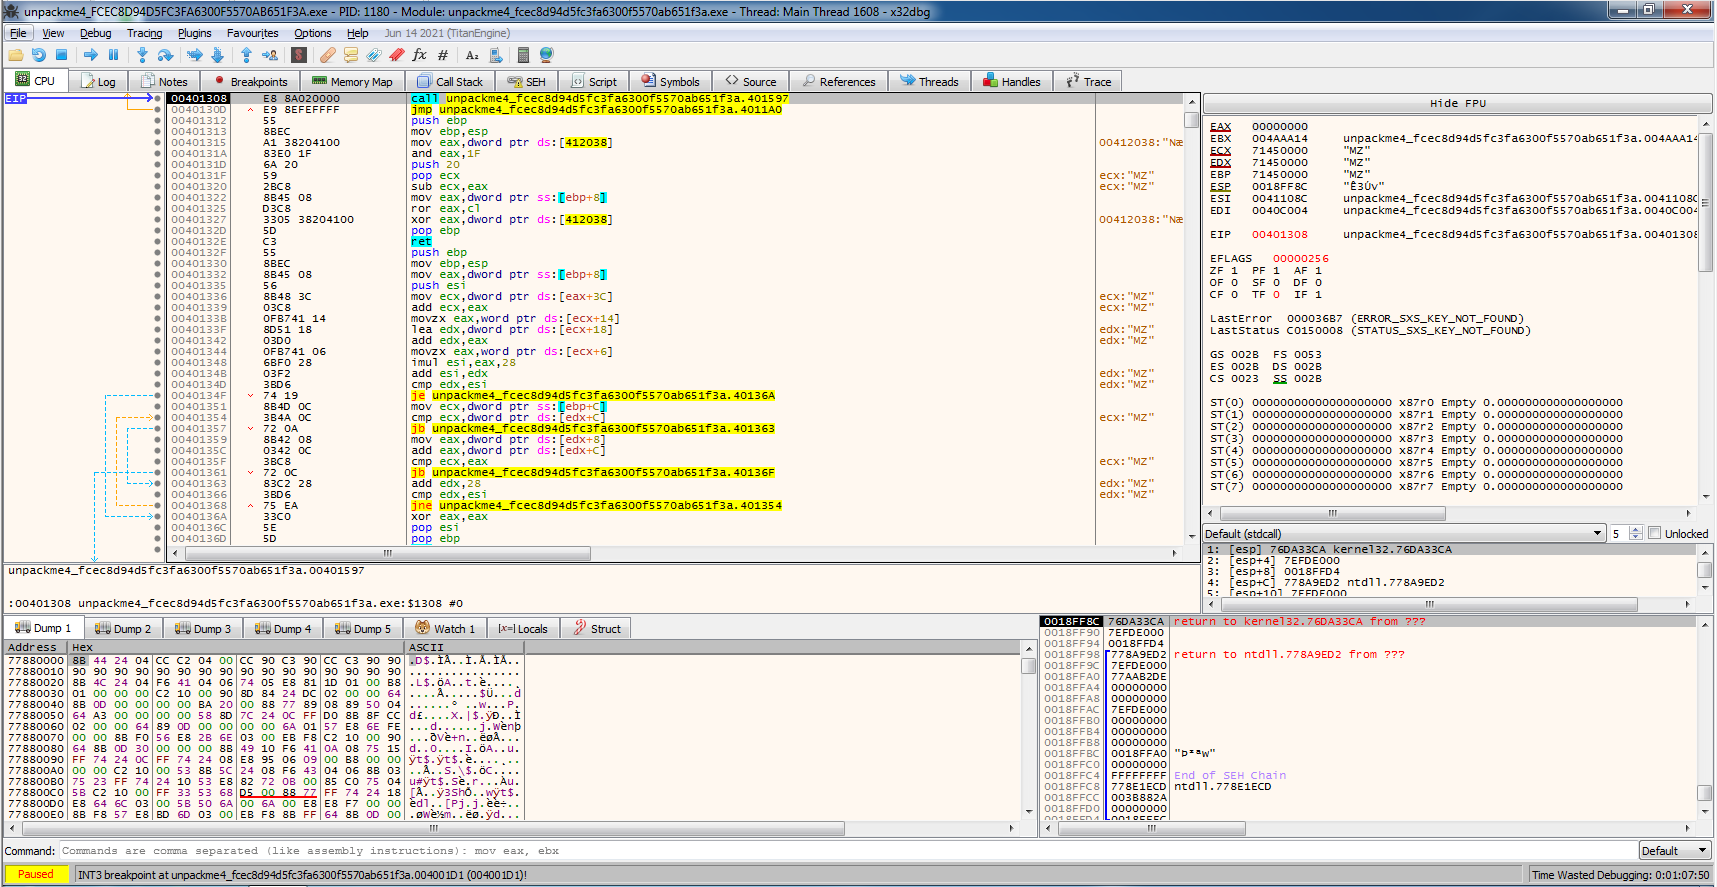 unpackme4_FCEC8D94D5FC3FA6300F5570AB651F3A.exe - PID: 1180 - Module: unpackme4_fcec8d94d5fc3fa6300f5570ab651f3a.exe - Thread: Main Thread 1608 - x32dbg
File View Debug Tracing Plugins Favourites Options Help Jun 14 2021 (TitanEngine)
CPU Log Notes Breakpoints Memory Map Call Stack SEH Script Symbols Source References Threads Handles Trace
EIP
00401308 E8 8A020000 call unpackme4_fcec8d94d5fc3fa6300f5570ab651f3a.401597
0040130D E9 8EFEFFFF jmp unpackme4_fcec8d94d5fc3fa6300f5570ab651f3a.4011A0
00401312 55 push ebp
00401313 8BEC mov ebp,esp
00401315 A1 38204100 mov eax,dword ptr ds:[412038] 00412038:"Næ
0040131A 83E0 1F and eax,1F
0040131D 6A 20 push 20
0040131F 59 pop ecx ecx:"MZ"
00401320 2BC8 sub ecx,eax ecx:"MZ"
00401322 8B45 08 mov eax,dword ptr ss:[ebp+8]
00401325 D3C8 ror eax,cl
00401327 3305 38204100 xor eax,dword ptr ds:[412038] 00412038:"Næ
0040132D 5D pop ebp
0040132E C3 ret
0040132F 55 push ebp
00401330 8BEC mov ebp,esp
00401332 8B45 08 mov eax,dword ptr ss:[ebp+8]
00401335 56 push esi
00401336 8B48 3C mov ecx,dword ptr ds:[eax+3C] ecx:"MZ"
00401339 03C8 add ecx,eax ecx:"MZ"
0040133B 0FB741 14 movzx eax,word ptr ds:[ecx+14]
0040133F 8D51 18 lea edx,dword ptr ds:[ecx+18] edx:"MZ"
00401342 03D0 add edx,eax edx:"MZ"
00401344 0FB741 06 movzx eax,word ptr ds:[ecx+6]
00401348 6BF0 28 imul esi,eax,28
0040134B 03F2 add esi,edx edx:"MZ"
0040134D 3BD6 cmp edx,esi edx:"MZ"
0040134F 74 19 je unpackme4_fcec8d94d5fc3fa6300f5570ab651f3a.40136A
00401351 8B4D 0C mov ecx,dword ptr ss:[ebp+C]
00401354 3B4A 0C cmp ecx,dword ptr ds:[edx+C] ecx:"MZ"
00401357 72 0A jb unpackme4_fcec8d94d5fc3fa6300f5570ab651f3a.401363
00401359 8B42 08 mov eax,dword ptr ds:[edx+8]
0040135C 0342 0C add eax,dword ptr ds:[edx+C]
0040135F 3BC8 cmp ecx,eax ecx:"MZ"
00401361 72 0C jb unpackme4_fcec8d94d5fc3fa6300f5570ab651f3a.40136F
00401363 83C2 28 add edx,28 edx:"MZ"
00401366 3BD6 cmp edx,esi edx:"MZ"
00401368 75 EA jne unpackme4_fcec8d94d5fc3fa6300f5570ab651f3a.401354
0040136A 33C0 xor eax,eax
0040136C 5E pop esi
0040136D 5D pop ebp
Hide FPU
EAX 00000000
EBX 004AAA14 unpackme4_fcec8d94d5fc3fa6300f5570ab651f3a.004AAA14
ECX 71450000 "MZ"
EDX 71450000 "MZ"
EBP 71450000 "MZ"
ESP 0018FF8C "Ê3Úv"
ESI 0041108C unpackme4_fcec8d94d5fc3fa6300f5570ab651f3a.0041108C
EDI 0040C004 unpackme4_fcec8d94d5fc3fa6300f5570ab651f3a.0040C004
EIP 00401308 unpackme4_fcec8d94d5fc3fa6300f5570ab651f3a.00401308
EFLAGS 00000256
ZF 1 PF 1 AF 1
OF 0 SF 0 DF 0
CF 0 TF 0 IF 1
LastError 000036B7 (ERROR_SXS_KEY_NOT_FOUND)
LastStatus C0150008 (STATUS_SXS_KEY_NOT_FOUND)
GS 002B FS 0053
ES 002B DS 002B
CS 0023 SS 002B
ST(0) 00000000000000000000 x87r0 Empty 0.000000000000000000
ST(1) 00000000000000000000 x87r1 Empty 0.000000000000000000
ST(2) 00000000000000000000 x87r2 Empty 0.000000000000000000
ST(3) 00000000000000000000 x87r3 Empty 0.000000000000000000
ST(4) 00000000000000000000 x87r4 Empty 0.000000000000000000
ST(5) 00000000000000000000 x87r5 Empty 0.000000000000000000
ST(6) 00000000000000000000 x87r6 Empty 0.000000000000000000
ST(7) 00000000000000000000 x87r7 Empty 0.000000000000000000
Default (stdcall) 5 Unlocked
1: [esp] 76DA33CA kernel32.76DA33CA
2: [esp+4] 7EFDE000
3: [esp+8] 0018FFD4
4: [esp+C] 778A9ED2 ntdll.778A9ED2
5: [esp+10] 7EFDE000
unpackme4_fcec8d94d5fc3fa6300f5570ab651f3a.00401597
:00401308 unpackme4_fcec8d94d5fc3fa6300f5570ab651f3a.exe:$1308 #0
Dump 1 Dump 2 Dump 3 Dump 4 Dump 5 Watch 1 Locals Struct
Address Hex ASCII
77880000 8B 44 24 04 CC C2 04 00 CC 90 C3 90 CC C3 90 90
77880010 90 90 90 90 90 90 90 90 90 90 90 90 90 90 90 90
77880020 8B 4C 24 04 F6 41 04 06 74 05 E8 81 1D 01 00 B8
77880030 01 00 00 00 C2 10 00 90 8D 84 24 DC 02 00 00 64
77880040 8B 0D 00 00 00 00 BA 20 00 88 77 89 08 89 50 04
77880050 64 A3 00 00 00 00 58 8D 7C 24 0C FF D0 8B 8F CC
77880060 02 00 00 64 89 0D 00 00 00 00 6A 01 57 E8 6E FE
77880070 00 00 8B F0 56 E8 2B 6E 03 00 EB F8 C2 10 00 90
77880080 64 8B 0D 30 00 00 00 8B 49 10 F6 41 0A 08 75 15
77880090 FF 74 24 0C FF 74 24 08 E8 95 06 09 00 B8 00 00
778800A0 00 00 C2 10 00 53 8B 5C 24 08 F6 43 04 06 8B 03
778800B0 75 23 FF 74 24 10 53 E8 82 72 0B 00 85 C0 75 04
778800C0 5B C2 10 00 FF 33 53 68 D5 00 88 77 FF 74 24 18
778800D0 E8 64 6C 03 00 5B 50 6A 00 6A 00 E8 E8 F7 00 00
778800E0 8B F8 57 E8 BD 6D 03 00 EB F8 8B FF 64 8B 0D 00
0018FF8C 76DA33CA return to kernel32.76DA33CA from ???
0018FF90 7EFDE000
0018FF94 0018FFD4
0018FF98 778A9ED2 return to ntdll.778A9ED2 from ???
0018FF9C 7EFDE000
0018FFA0 77AAB2DE
0018FFA4 00000000
0018FFA8 00000000
0018FFAC 7EFDE000
0018FFB0 00000000
0018FFB4 00000000
0018FFB8 00000000
0018FFBC 0018FFA0 "Þ²ªw"
0018FFC0 00000000
0018FFC4 FFFFFFFF End of SEH Chain
0018FFC8 778E1ECD ntdll.778E1ECD
0018FFCC 003B882A
0018FFD0 00000000
Command: Commands are comma separated (like assembly instructions): mov eax, ebx Default
Paused INT3 breakpoint at unpackme4_fcec8d94d5fc3fa6300f5570ab651f3a.004001D1 (004001D1)! Time Wasted Debugging: 0:01:07:50